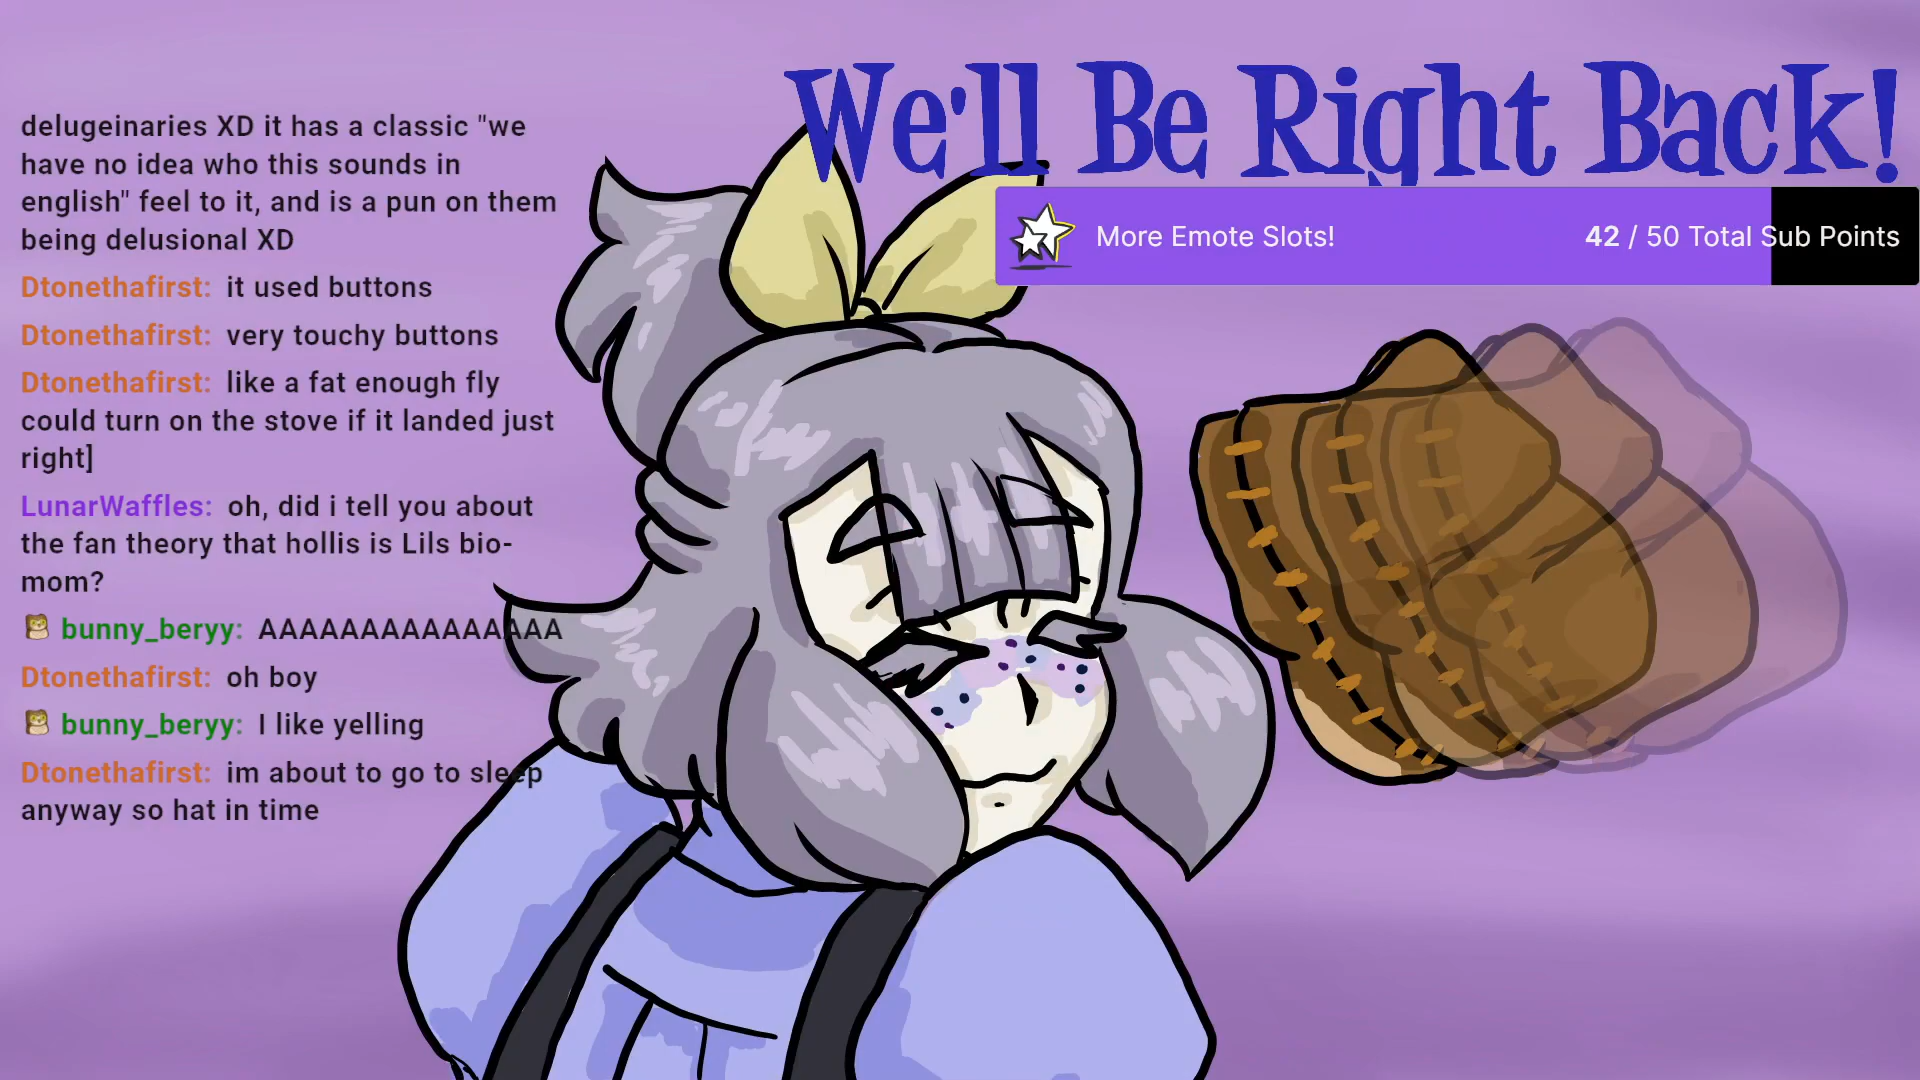 We'll Be Right Back!
More Emote Slots!
42 / 50 Total Sub Points
delugeinaries XD it has a classic "we
have no idea who this sounds in
english" feel to it, and is a pun on them
being delusional XD
Dtonethafirst: it used buttons
Dtonethafirst: very touchy buttons
Dtonethafirst: like a fat enough fly
could turn on the stove if it landed just
right]
LunarWaffles: oh, did i tell you about
the fan theory that hollis is Lils bio-
mom?
bunny_beryy: AAAAAAAAAAAAAAA
Dtonethafirst: oh boy
bunny_beryy: I like yelling
Dtonethafirst: im about to go to sleep
anyway so hat in time